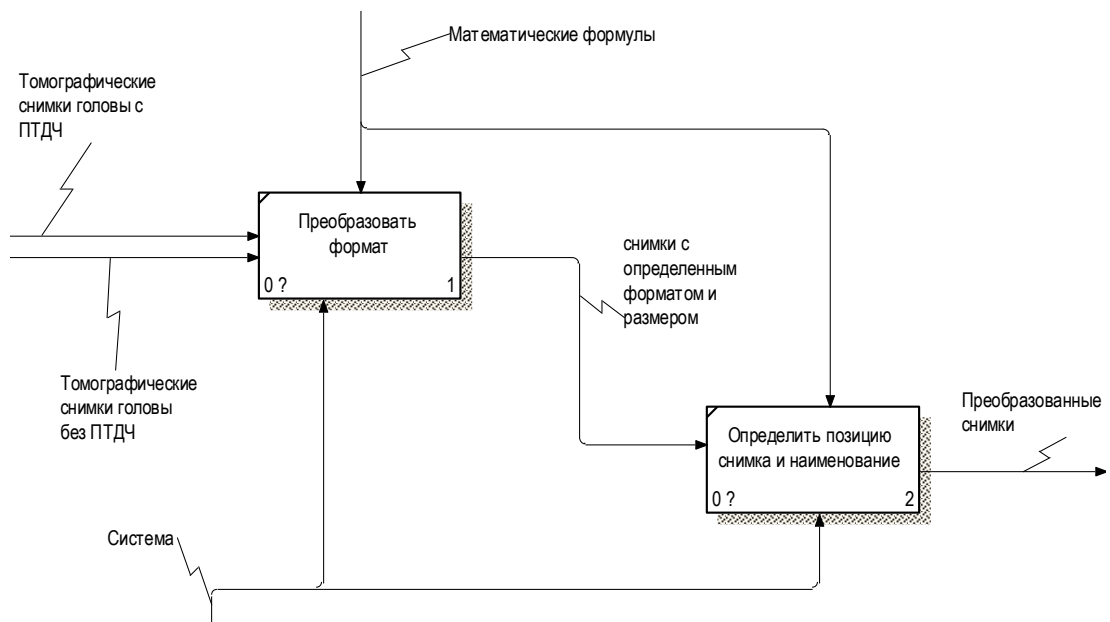 Математические формулы
Томографические
снимки головы с
ПТДЧ
Преобразовать
формат
0 ?
1
снимки с
определенным
форматом и
размером
Томографические
снимки головы
без ПТДЧ
Преобразованные
снимки
Определить позицию
снимка и наименование
0 ?
2
Система